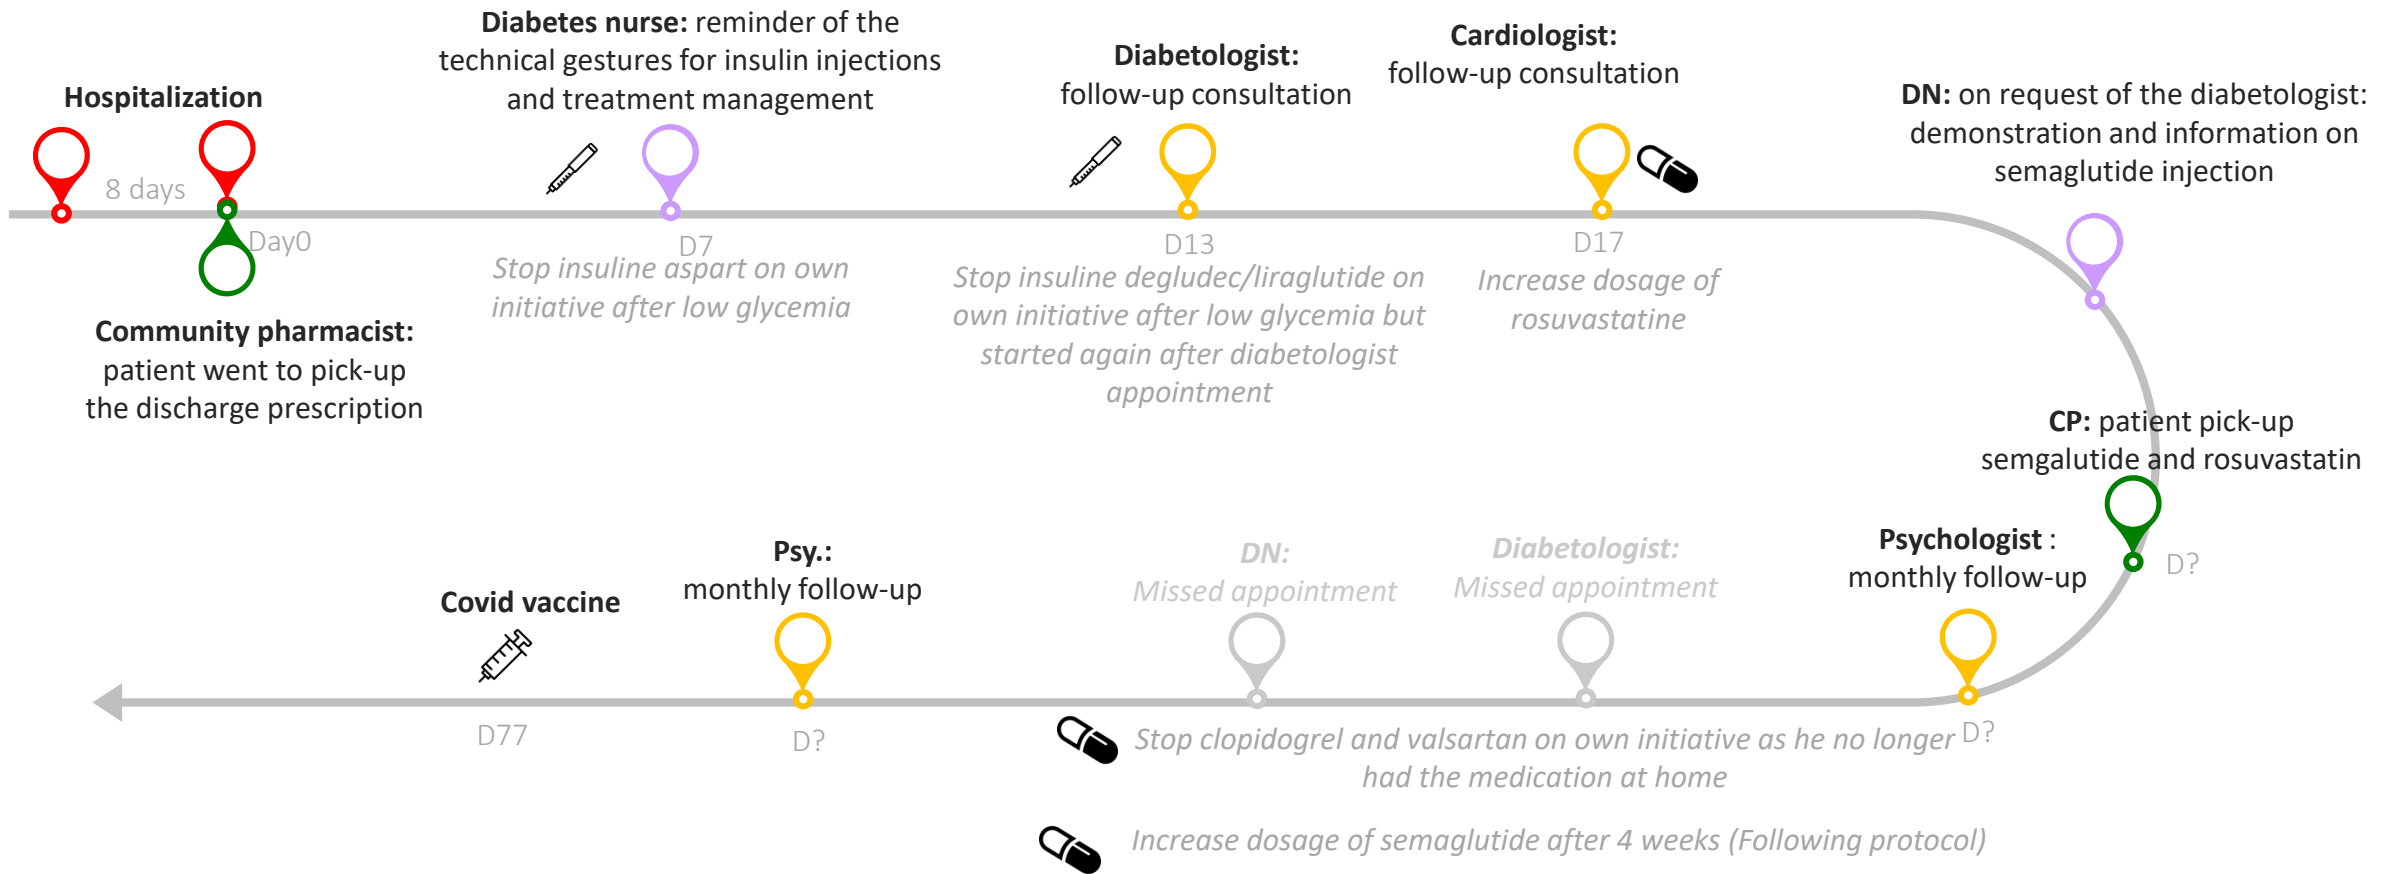 Hospitalization
8 days
Day0
Community pharmacist:
patient went to pick-up
the discharge prescription
Diabetes nurse: reminder of the
technical gestures for insulin injections
and treatment management
D7
Stop insuline aspart on own
initiative after low glycemia
Diabetologist:
follow-up consultation
D13
Stop insuline degludec/liraglutide on
own initiative after low glycemia but
started again after diabetologist
appointment
Cardiologist:
follow-up consultation
D17
Increase dosage of
rosuvastatine
DN: on request of the diabetologist:
demonstration and information on
semaglutide injection
CP: patient pick-up
semgalutide and rosuvastatin
D?
Psychologist :
monthly follow-up
D?
Diabetologist:
Missed appointment
DN:
Missed appointment
Stop clopidogrel and valsartan on own initiative as he no longer
had the medication at home
Increase dosage of semaglutide after 4 weeks (Following protocol)
Psy.:
monthly follow-up
D?
Covid vaccine
D77